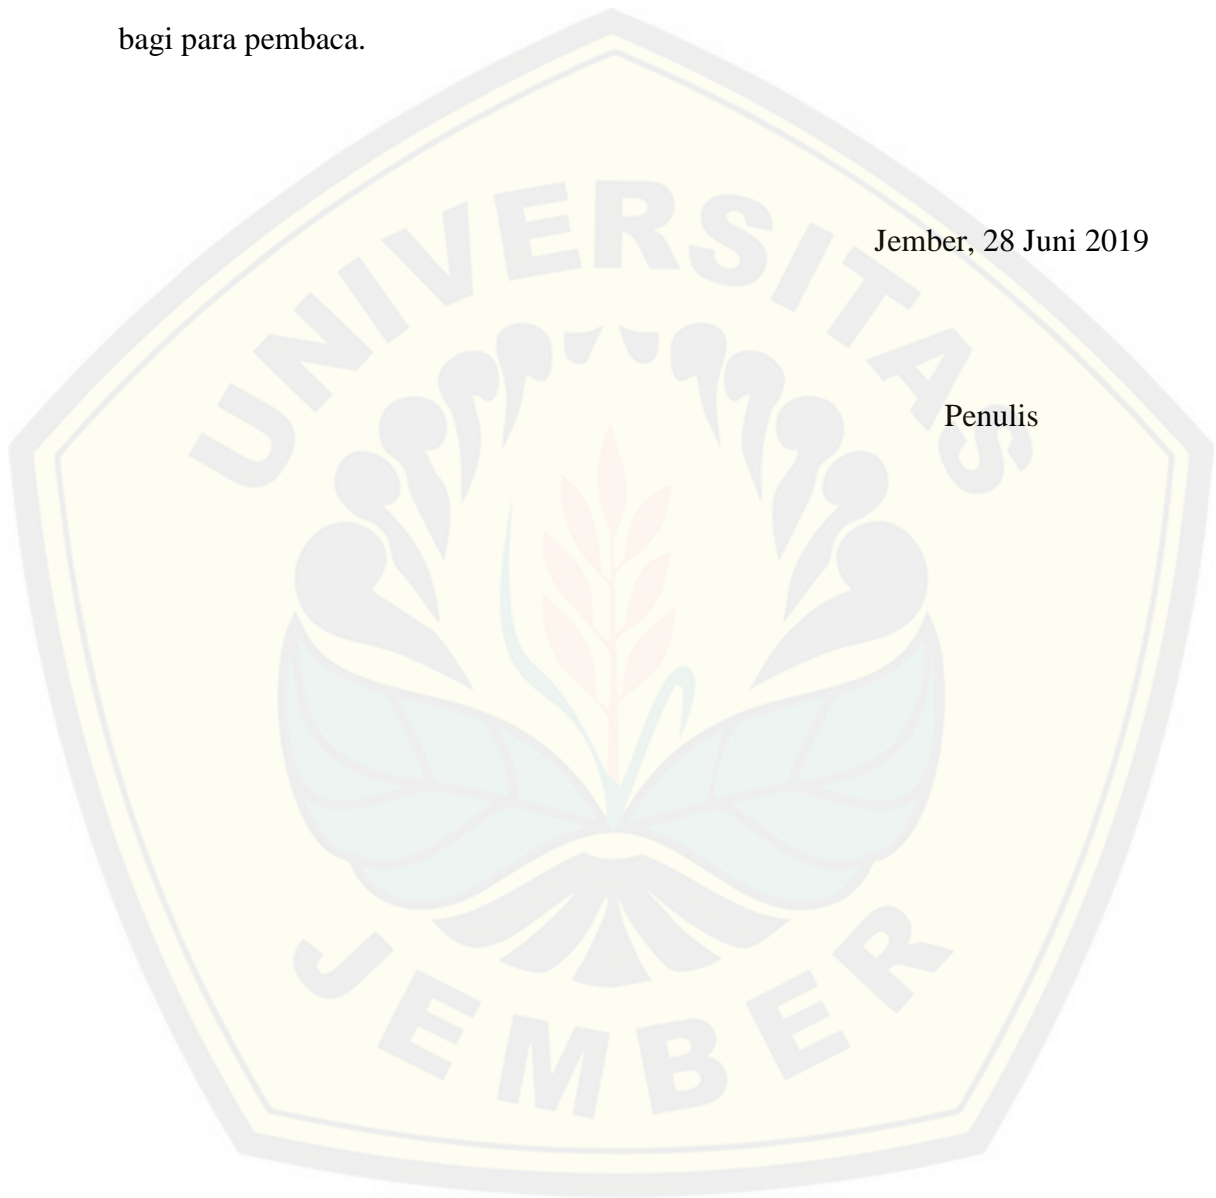 bagi para pembaca.
UNIVERSITAS
Jember, 28 Juni 2019
Penulis
JEMBER